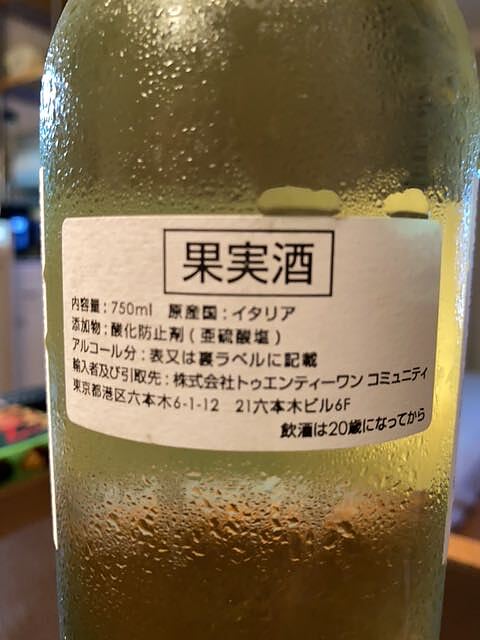 果実酒
内容量:750ml 原産国:イタリア
添加物:酸化防止剤(亜硫酸塩)
アルコール分:表又は裏ラベルに記載
輸入者及び引取先:株式会社トゥエンティーワン コミュニティ
東京都港区六本木6-1-12 21六本木ビル6F
飲酒は20歳になってから